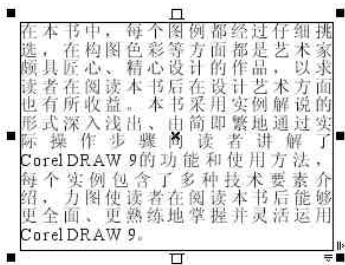 在本书中，每个图例都经过仔细挑
选，在构图色彩等方面都是艺术家
颇具匠心、精心设计的作品，以求
读者在阅读本书后在设计艺术方面
也有所收益。本书采用实例解说的
形式深入浅出、由简即繁地通过实
际操作步骤向读者讲解了
CorelDRAW 9的功能和使用方法，
每个实例包含了多种技术要素介
绍，力图使读者在阅读本书后能够
更全面、更熟练地掌握并灵活运用
CorelDRAW 9。